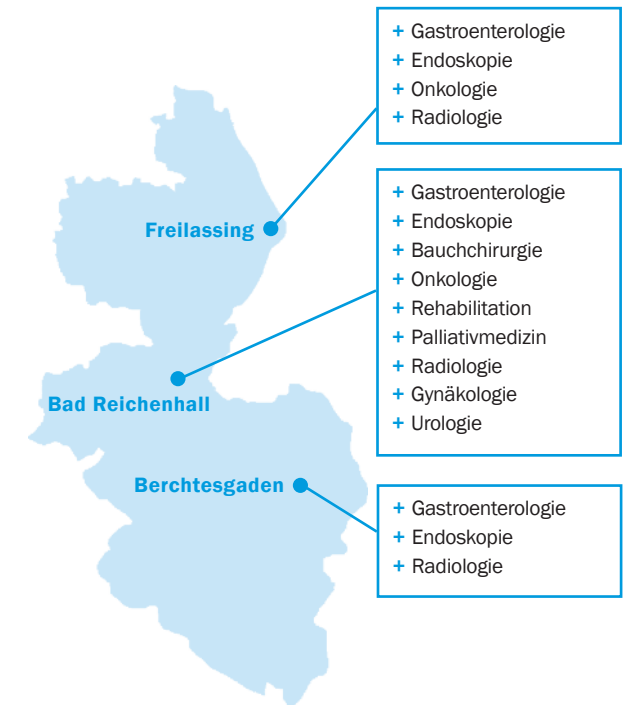 + Gastroenterologie
+ Endoskopie
+ Onkologie
+ Radiologie
Freilassing
+ Gastroenterologie
+ Endoskopie
+ Bauchchirurgie
+ Onkologie
+ Rehabilitation
+ Palliativmedizin
+ Radiologie
+ Gynäkologie
+ Urologie
Bad Reichenhall
Berchtesgaden
+ Gastroenterologie
+ Endoskopie
+ Radiologie